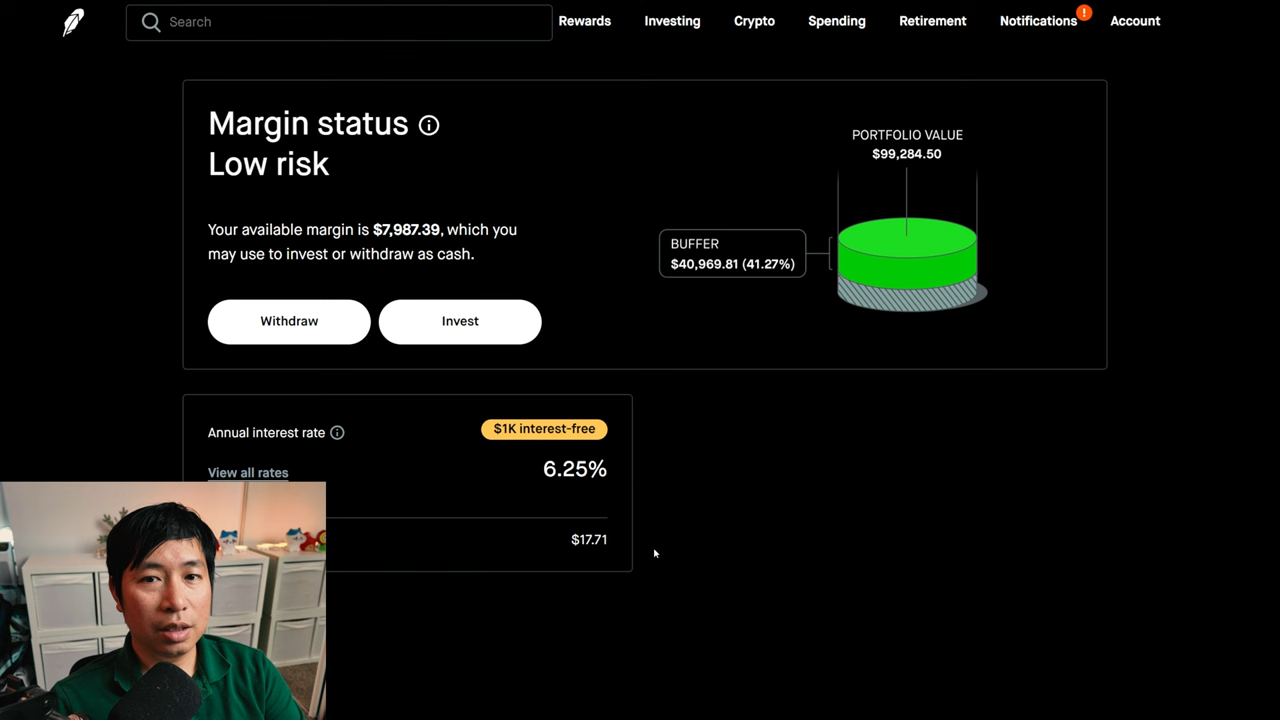 Search
Rewards
Investing
Crypto
Spending
Retirement
Notifications
!
Account
Margin status
Low risk
Your available margin is $7,987.39, which you
may use to invest or withdraw as cash.
Withdraw
Invest
PORTFOLIO VALUE
$99,284.50
BUFFER
$40,969.81 (41.27%)
Annual interest rate
$1K interest-free
View all rates
6.25%
$17.71